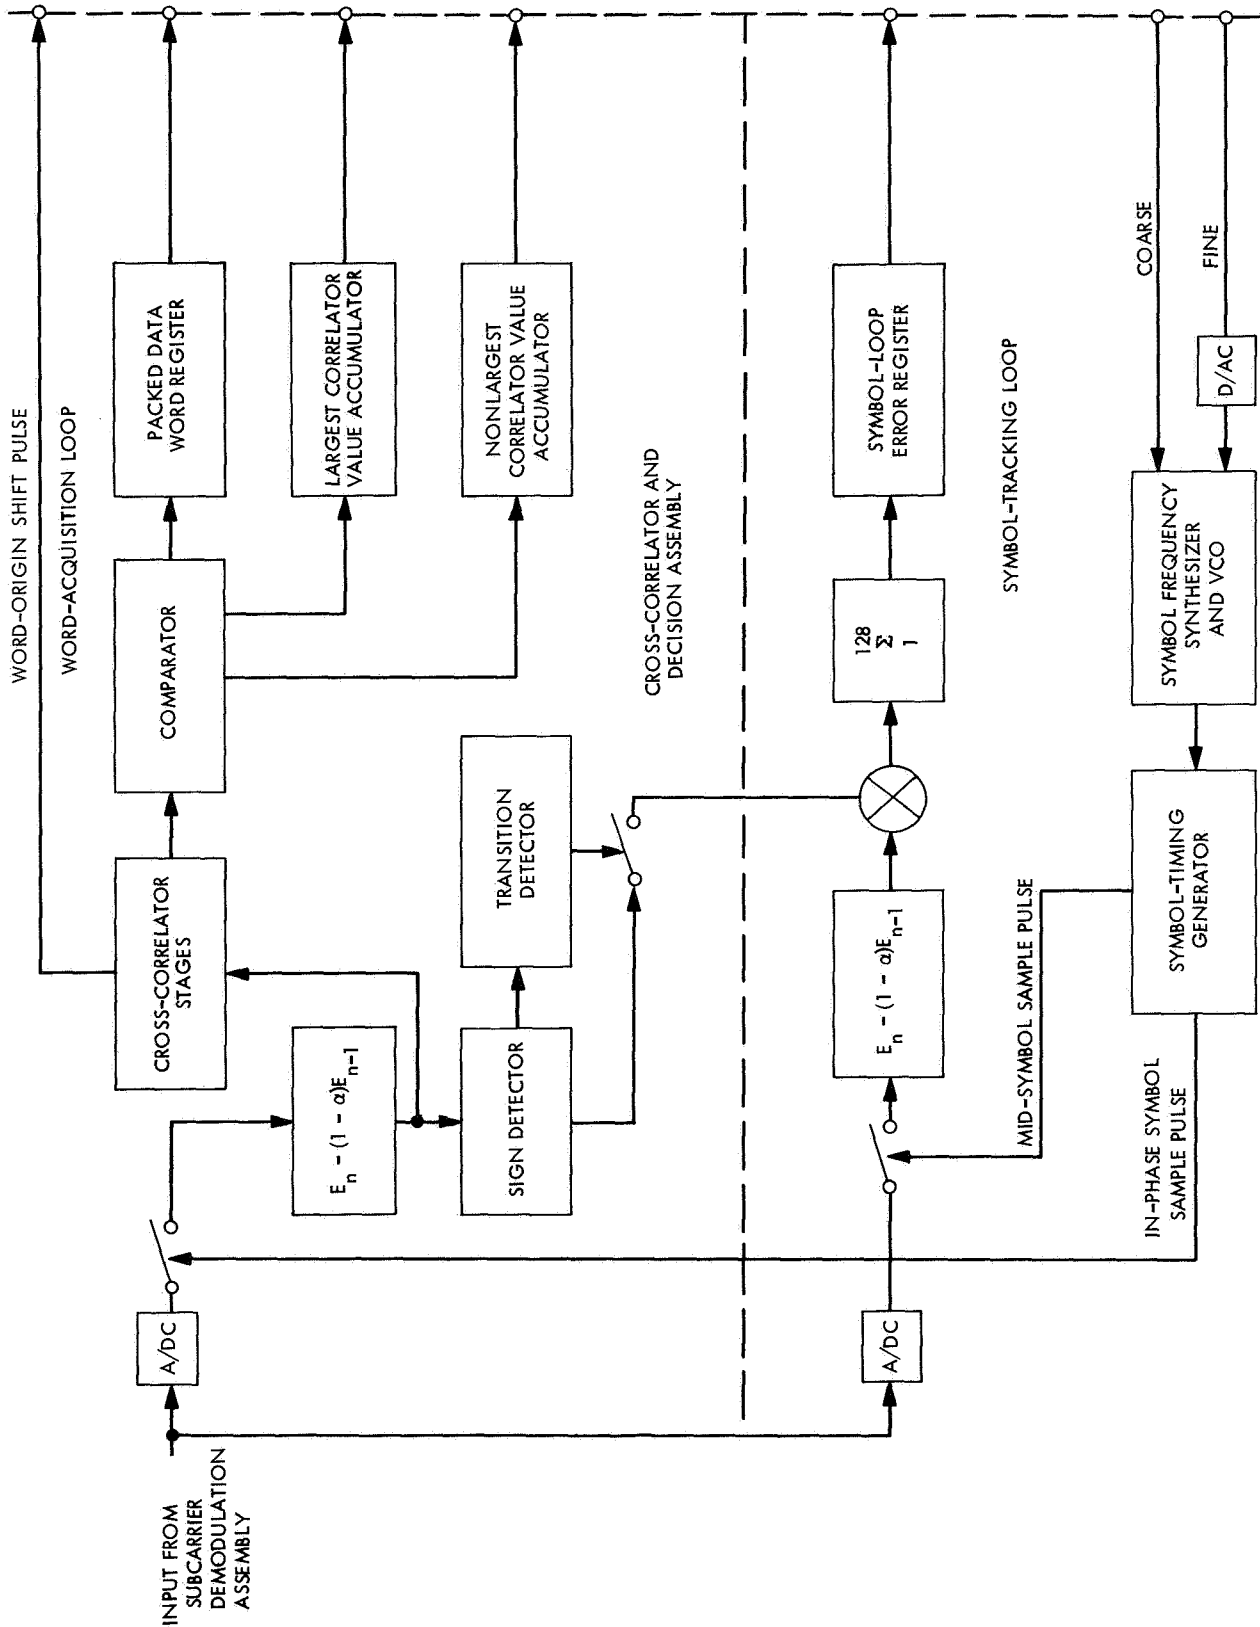 WORD-ORIGIN SHIFT PULSE
WORD-ACQUISITION LOOP
INPUT FROM
SUBCARRIER
DEMODULATION
ASSEMBLY
A/DC
CROSS-CORRELATOR
STAGES
COMPARATOR
PACKED DATA
WORD REGISTER
E_n - (1 - α)E_n-1
LARGEST CORRELATOR
VALUE ACCUMULATOR
SIGN DETECTOR
TRANSITION
DETECTOR
NONLARGEST
CORRELATOR VALUE
ACCUMULATOR
CROSS-CORRELATOR AND
DECISION ASSEMBLY
A/DC
E_n - (1 - α)E_n-1
128
Σ
1
SYMBOL-LOOP
ERROR REGISTER
SYMBOL-TRACKING LOOP
MID-SYMBOL SAMPLE PULSE
IN-PHASE SYMBOL
SAMPLE PULSE
SYMBOL-TIMING
GENERATOR
SYMBOL FREQUENCY
SYNTHESIZER
AND VCO
COARSE
FINE
D/AC